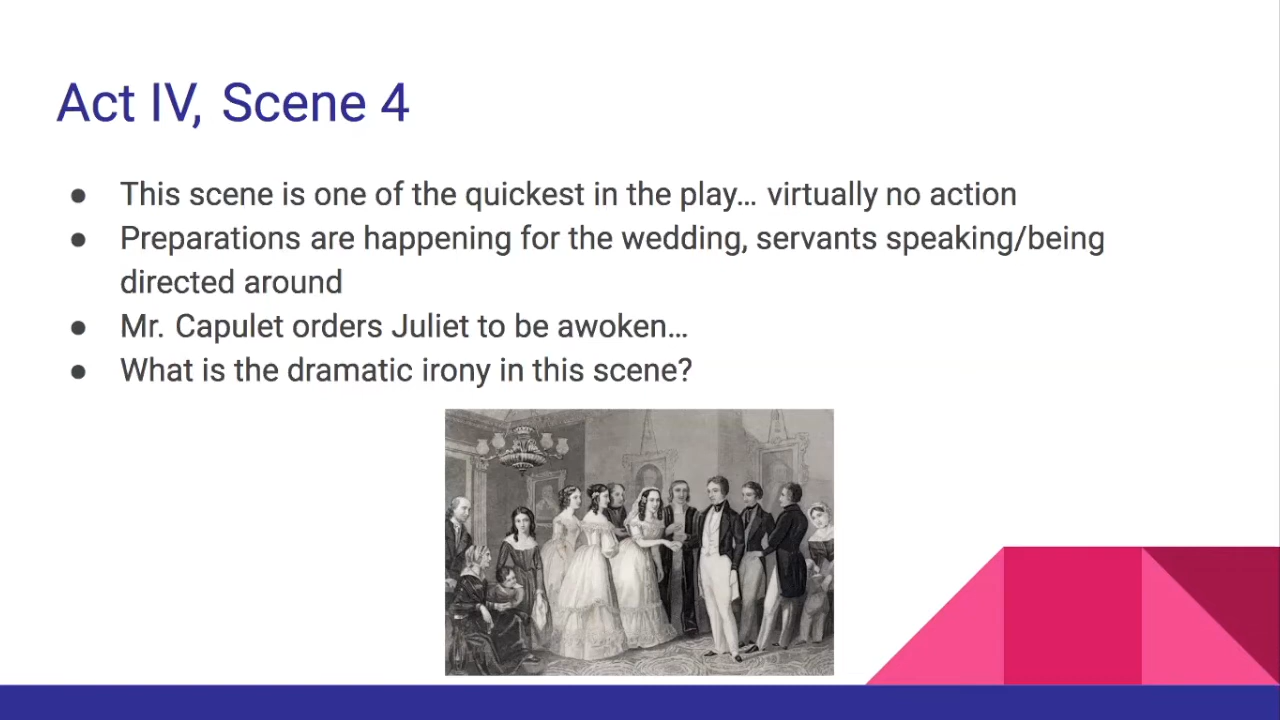 Act IV, Scene 4
● This scene is one of the quickest in the play... virtually no action
● Preparations are happening for the wedding, servants speaking/being
directed around
● Mr. Capulet orders Juliet to be awoken...
● What is the dramatic irony in this scene?